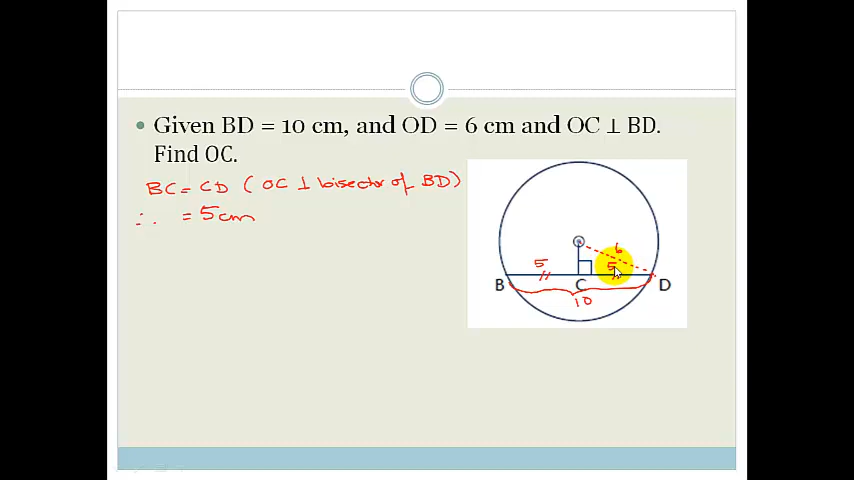 Given BD = 10 cm, and OD = 6 cm and OC ⊥ BD.
Find OC.
BC = CD ( OC ⊥ bisector of BD)
∴ = 5cm
6
5
5
B
C
D
10